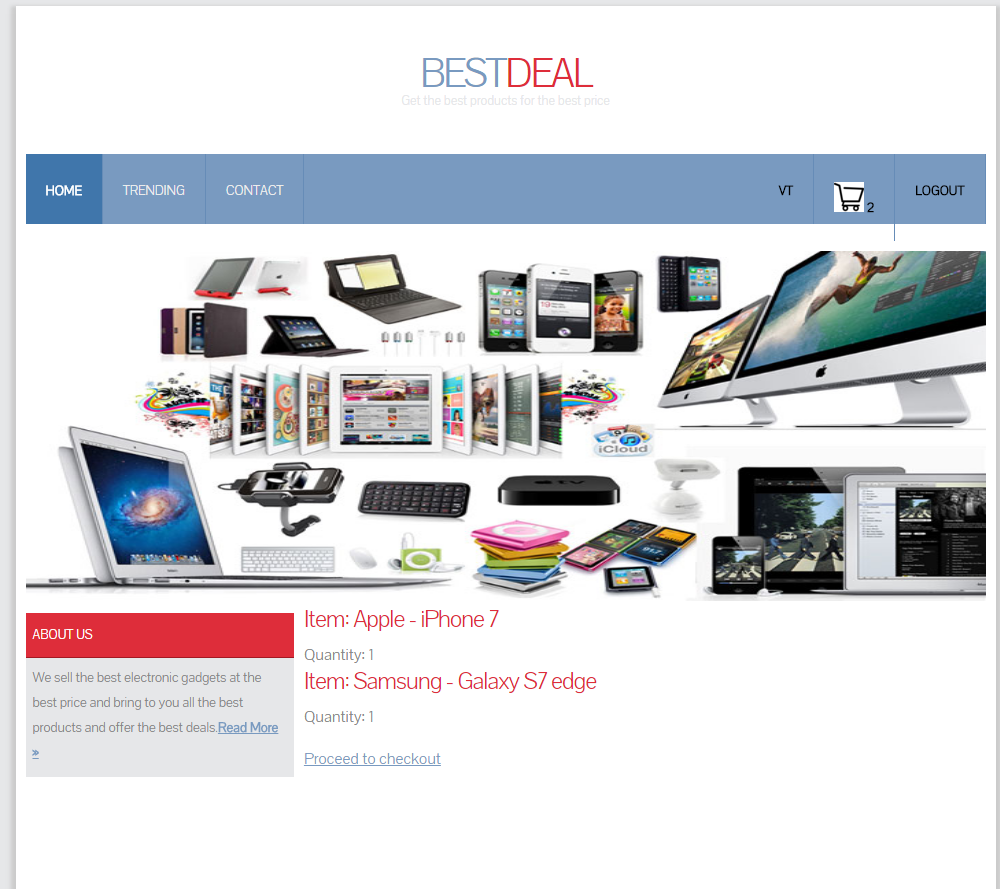 BESTDEAL
Get the best products for the best price
HOME
TRENDING
CONTACT
VT
2
LOGOUT
iCloud
tv
ABOUT US
We sell the best electronic gadgets at the
best price and bring to you all the best
products and offer the best deals.Read More
»
Item: Apple - iPhone 7
Quantity: 1
Item: Samsung - Galaxy S7 edge
Quantity: 1
Proceed to checkout